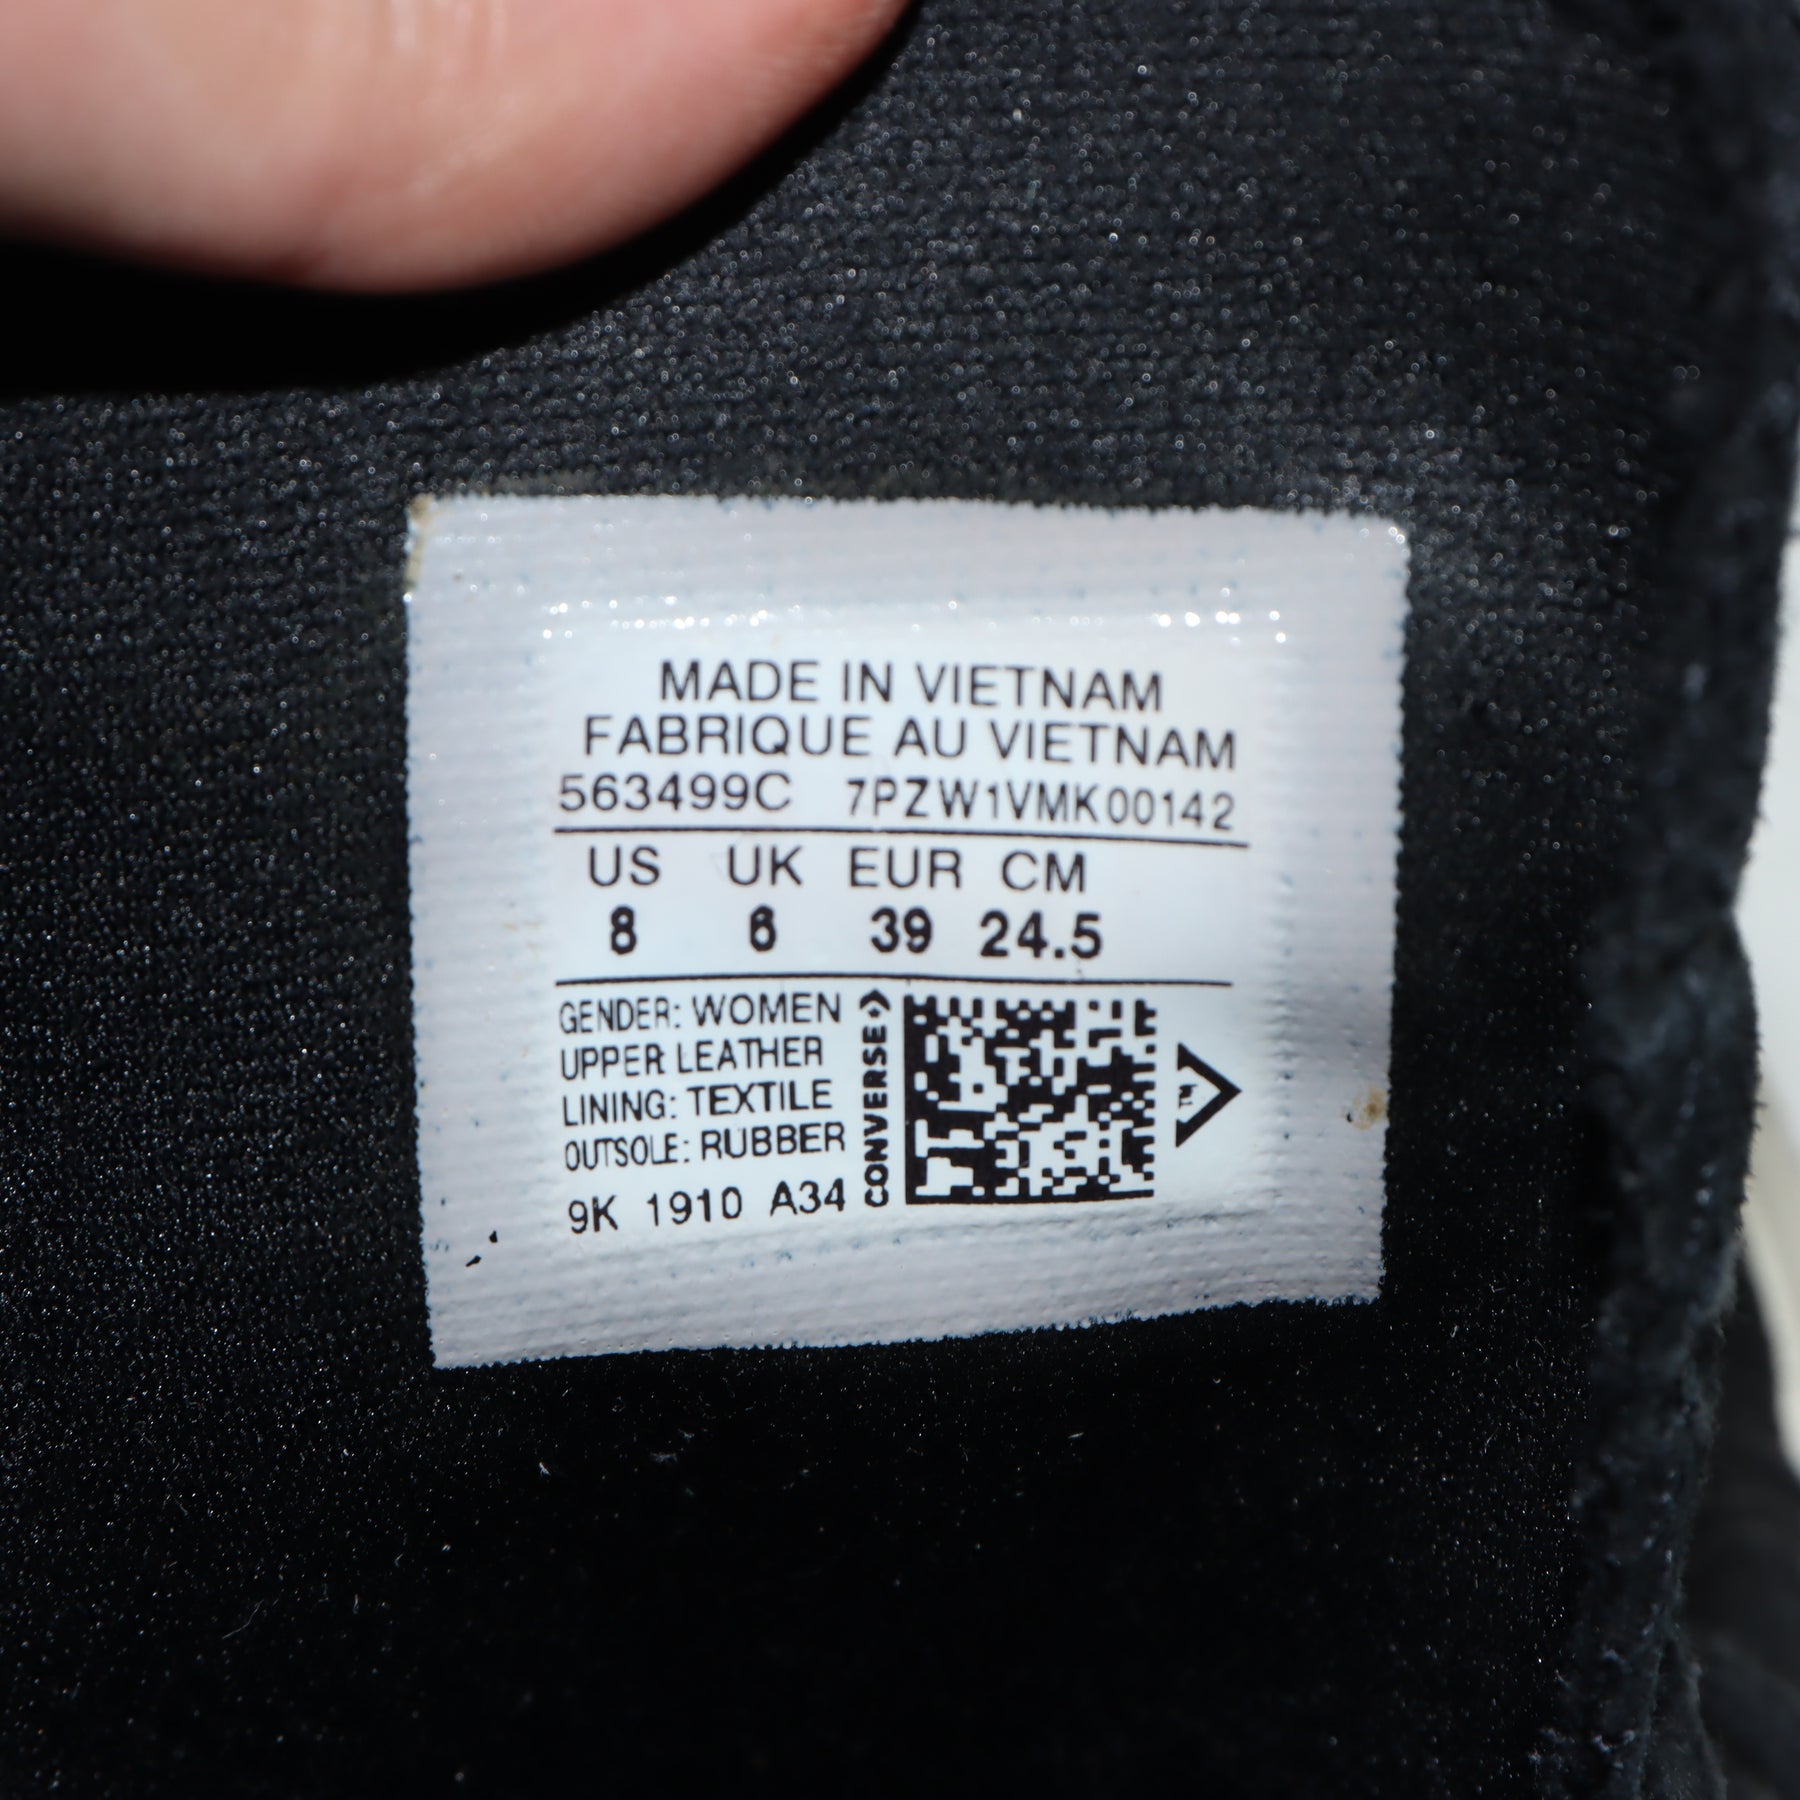 MADE IN VIETNAM
FABRIQUE AU VIETNAM
563499C 7PZW1VMK00142
US UK EUR CM
8 6 39 24.5
GENDER: WOMEN
UPPER: LEATHER
LINING: TEXTILE
OUTSOLE: RUBBER
9K 1910 A34
CONVERSE